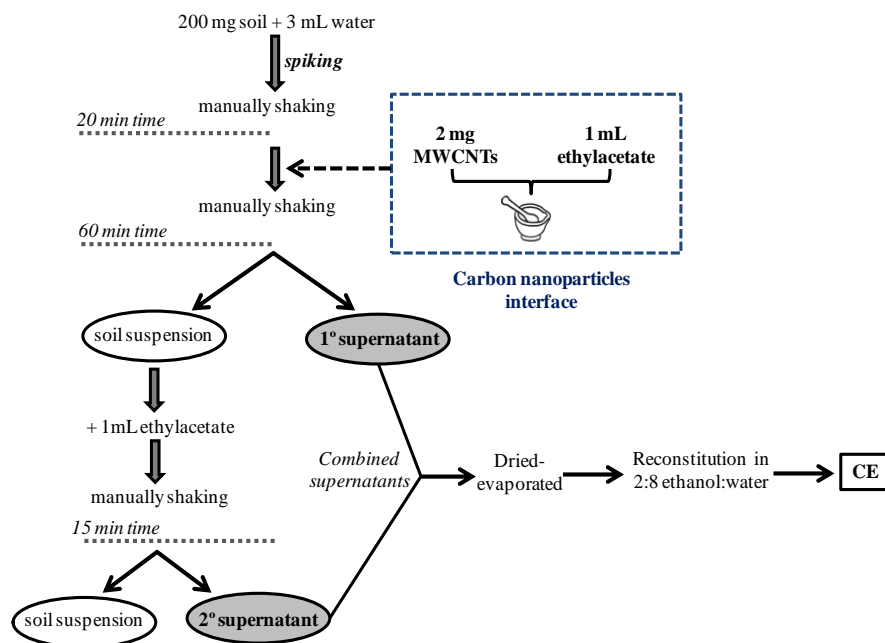 200 mg soil + 3 mL water
spiking
manually shaking
20 min time
2 mg
MWCNTs
1 mL
ethylacetate
manually shaking
60 min time
Carbon nanoparticles
interface
soil suspension
1º supernatant
+ 1mL ethylacetate
Combined
supernatants
Dried-
evaporated
Reconstitution in
2:8 ethanol:water
CE
manually shaking
15 min time
soil suspension
2º supernatant